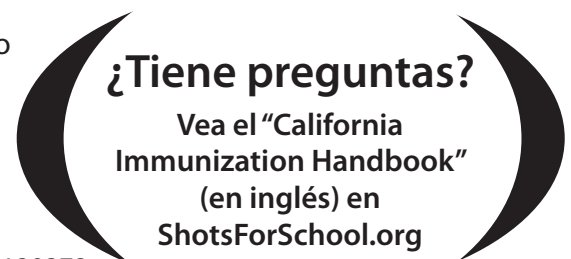 o
¿Tiene preguntas?
Vea el “California
Immunization Handbook”
(en inglés) en
ShotsForSchool.org